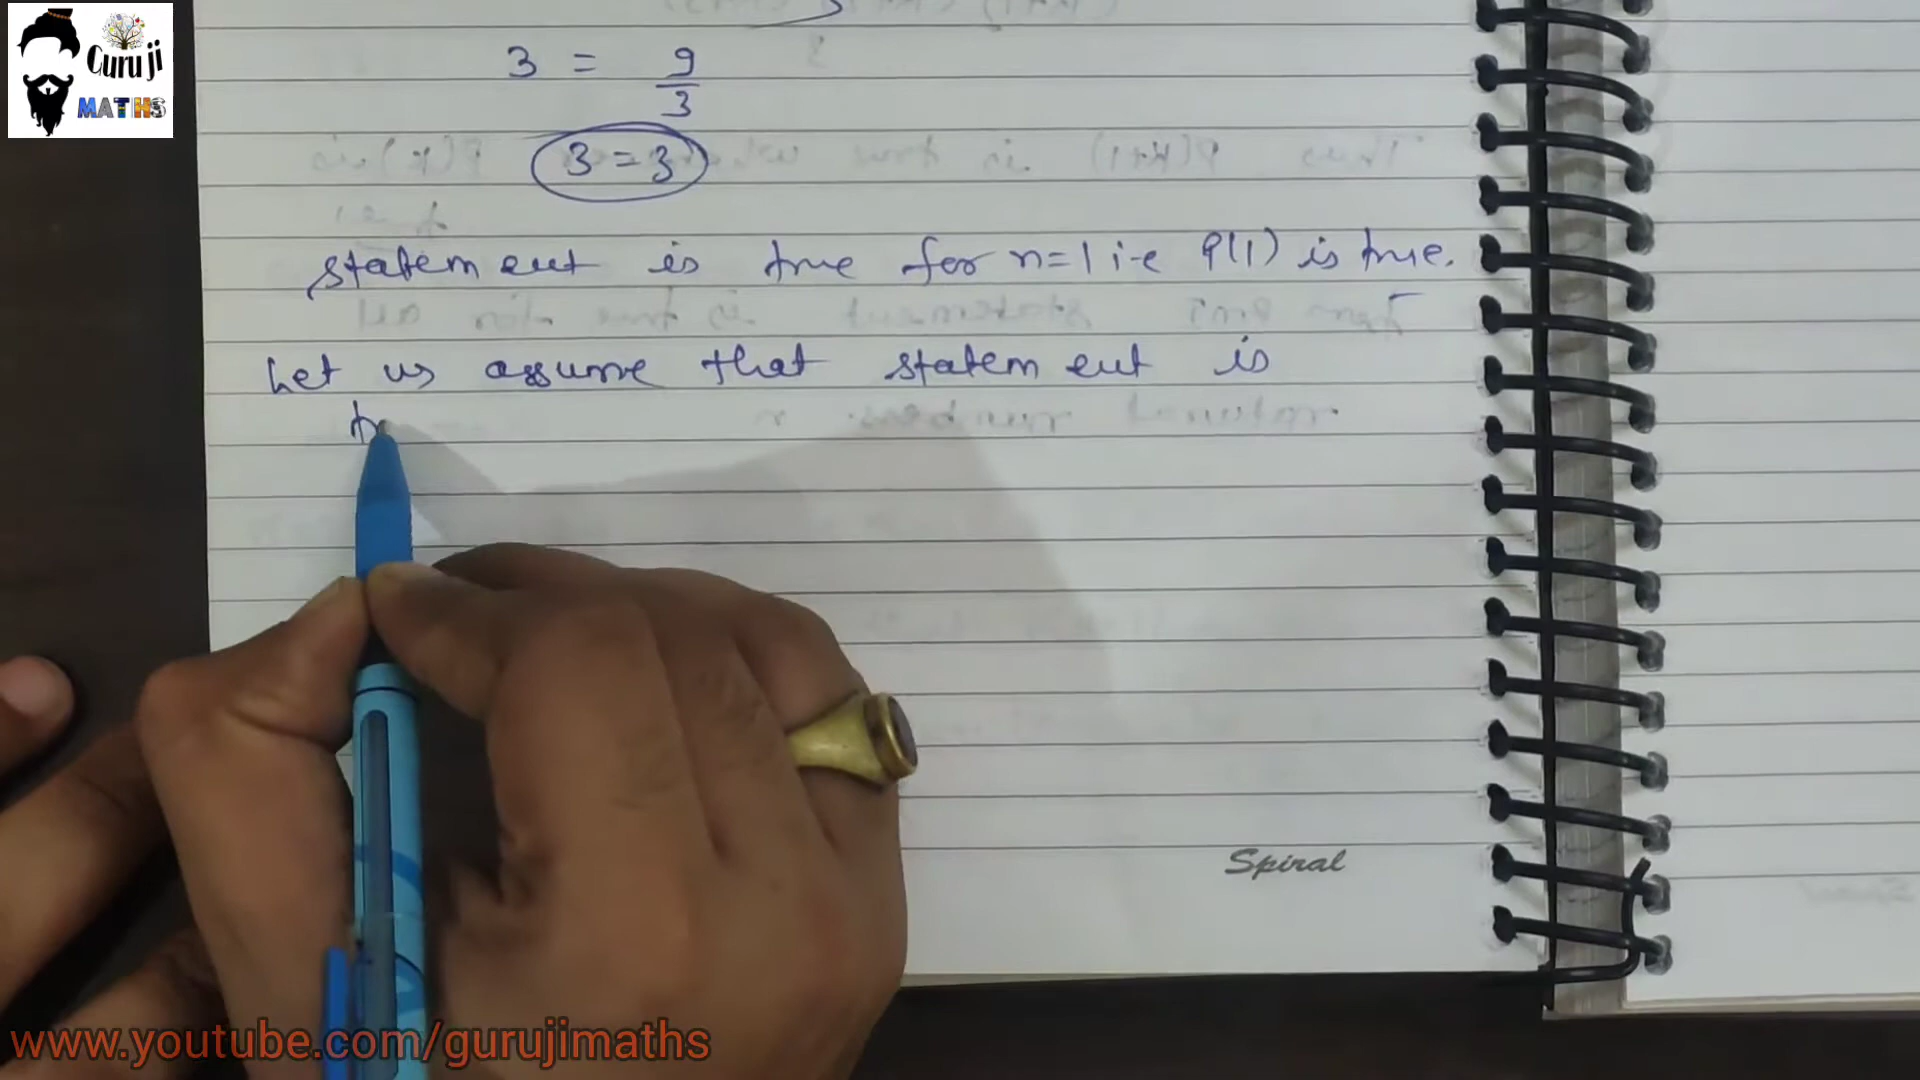 Guru ji
MATHS
3 = 9/3
3 = 3
statement is true for n=1 i-e P(1) is true.
Let us assume that statement is
Spiral
www.youtube.com/gurujimaths